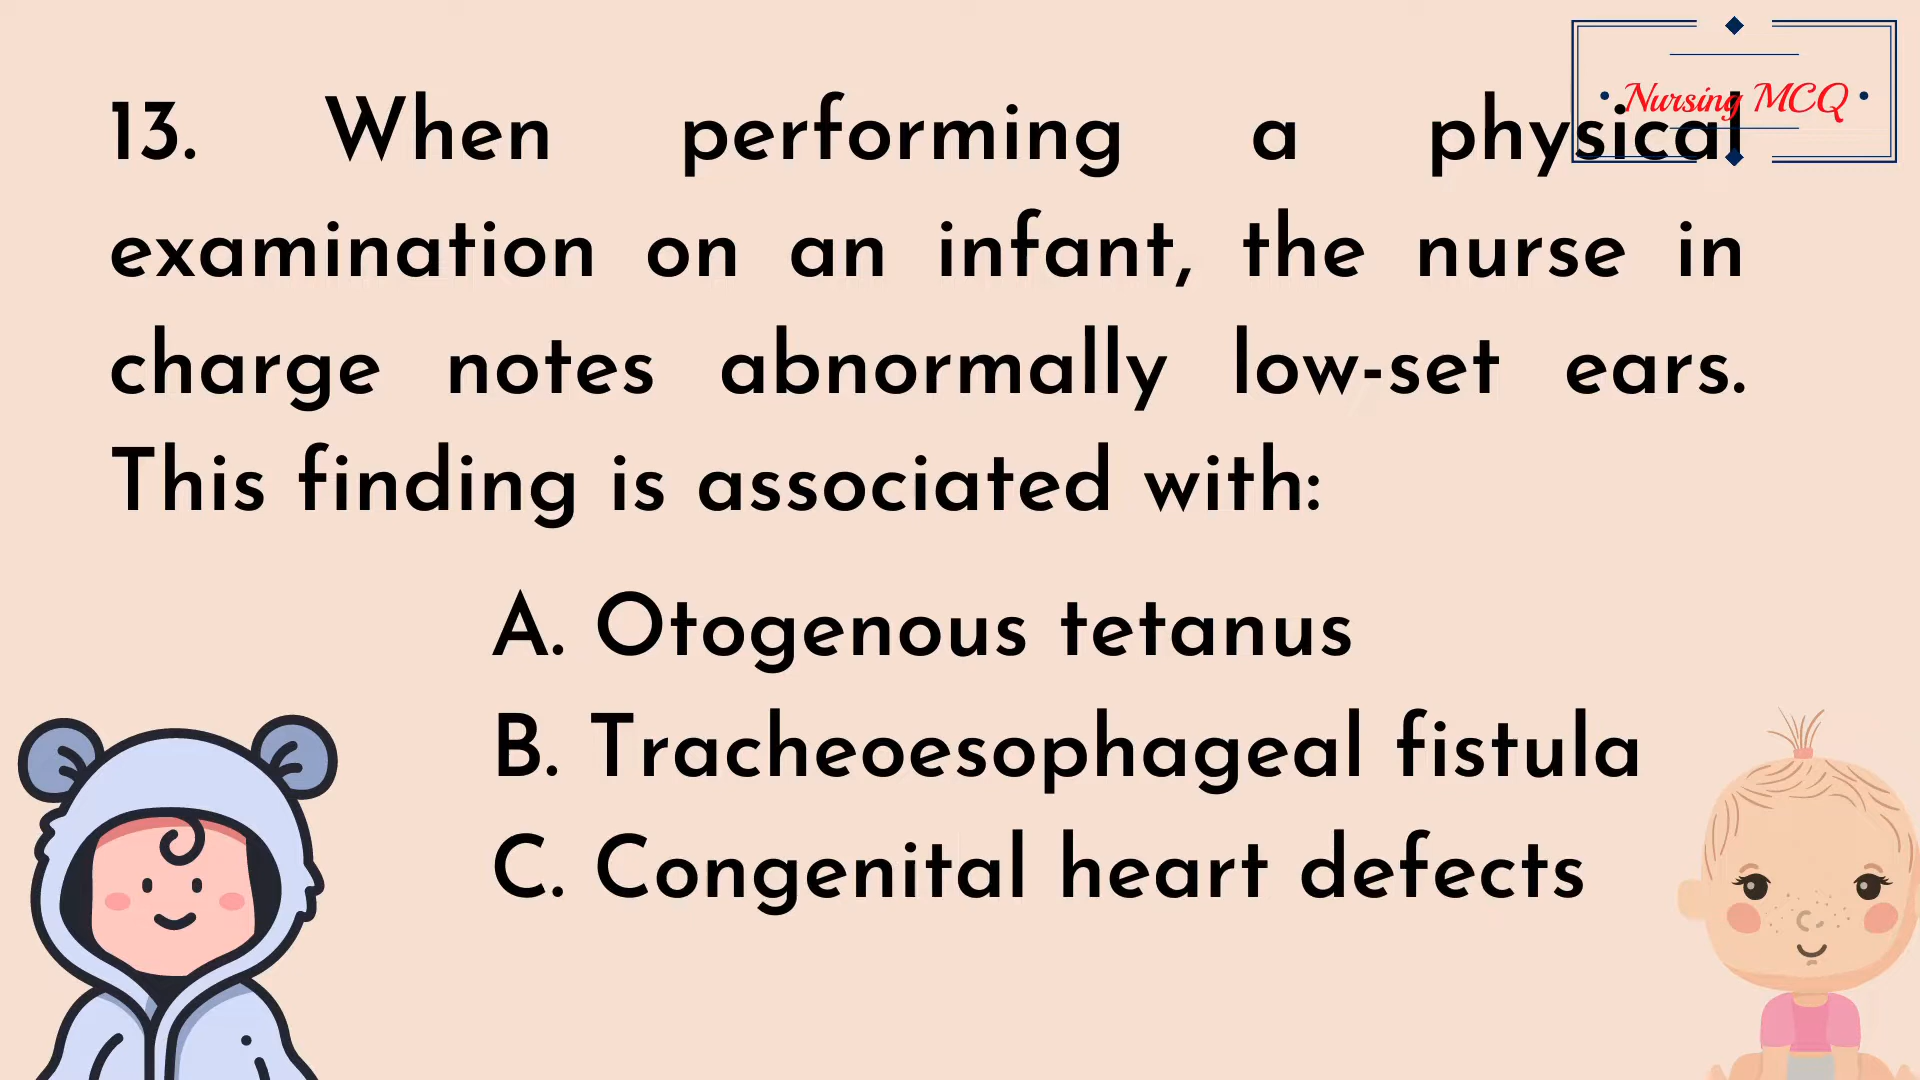 Nursing MCQ
13. When performing a physical
examination on an infant, the nurse in
charge notes abnormally low-set ears.
This finding is associated with:
A. Otogenous tetanus
B. Tracheoesophageal fistula
C. Congenital heart defects